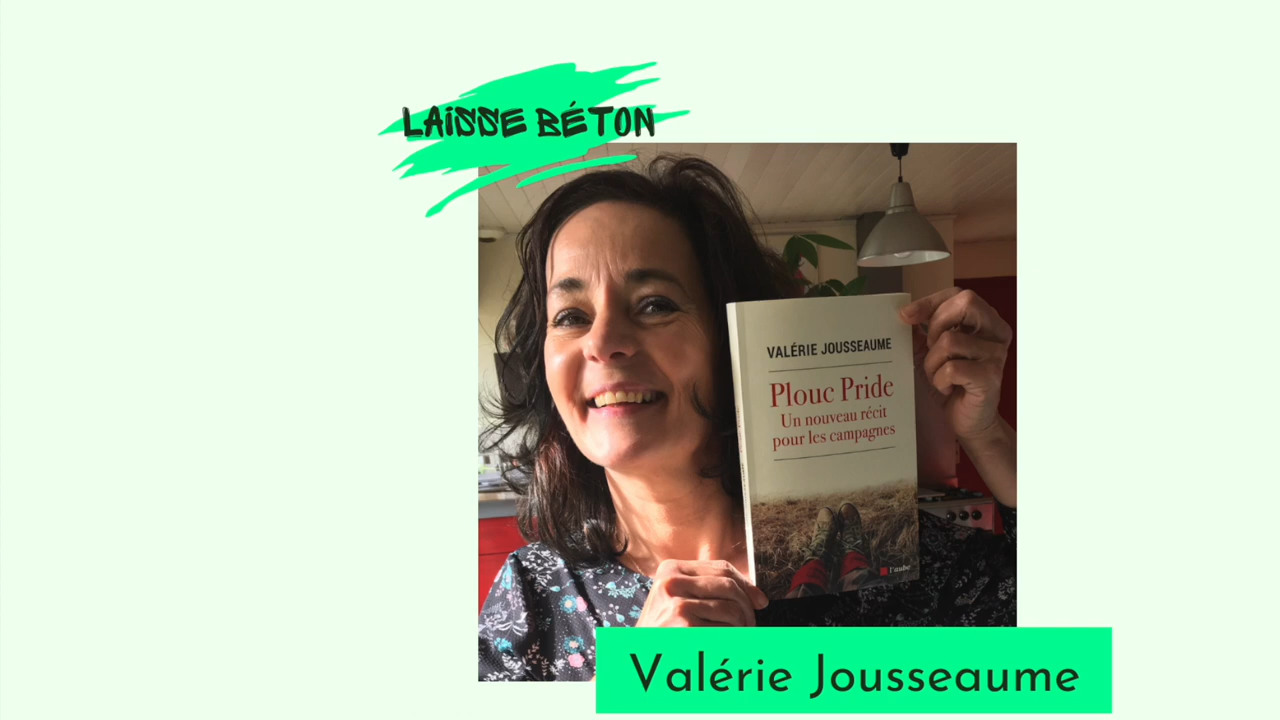 LAISSE BÉTON
VALÉRIE JOUSSEAUME
Plouc Pride
Un nouveau récit
pour les campagnes
l'aube
Valérie Jousseaume